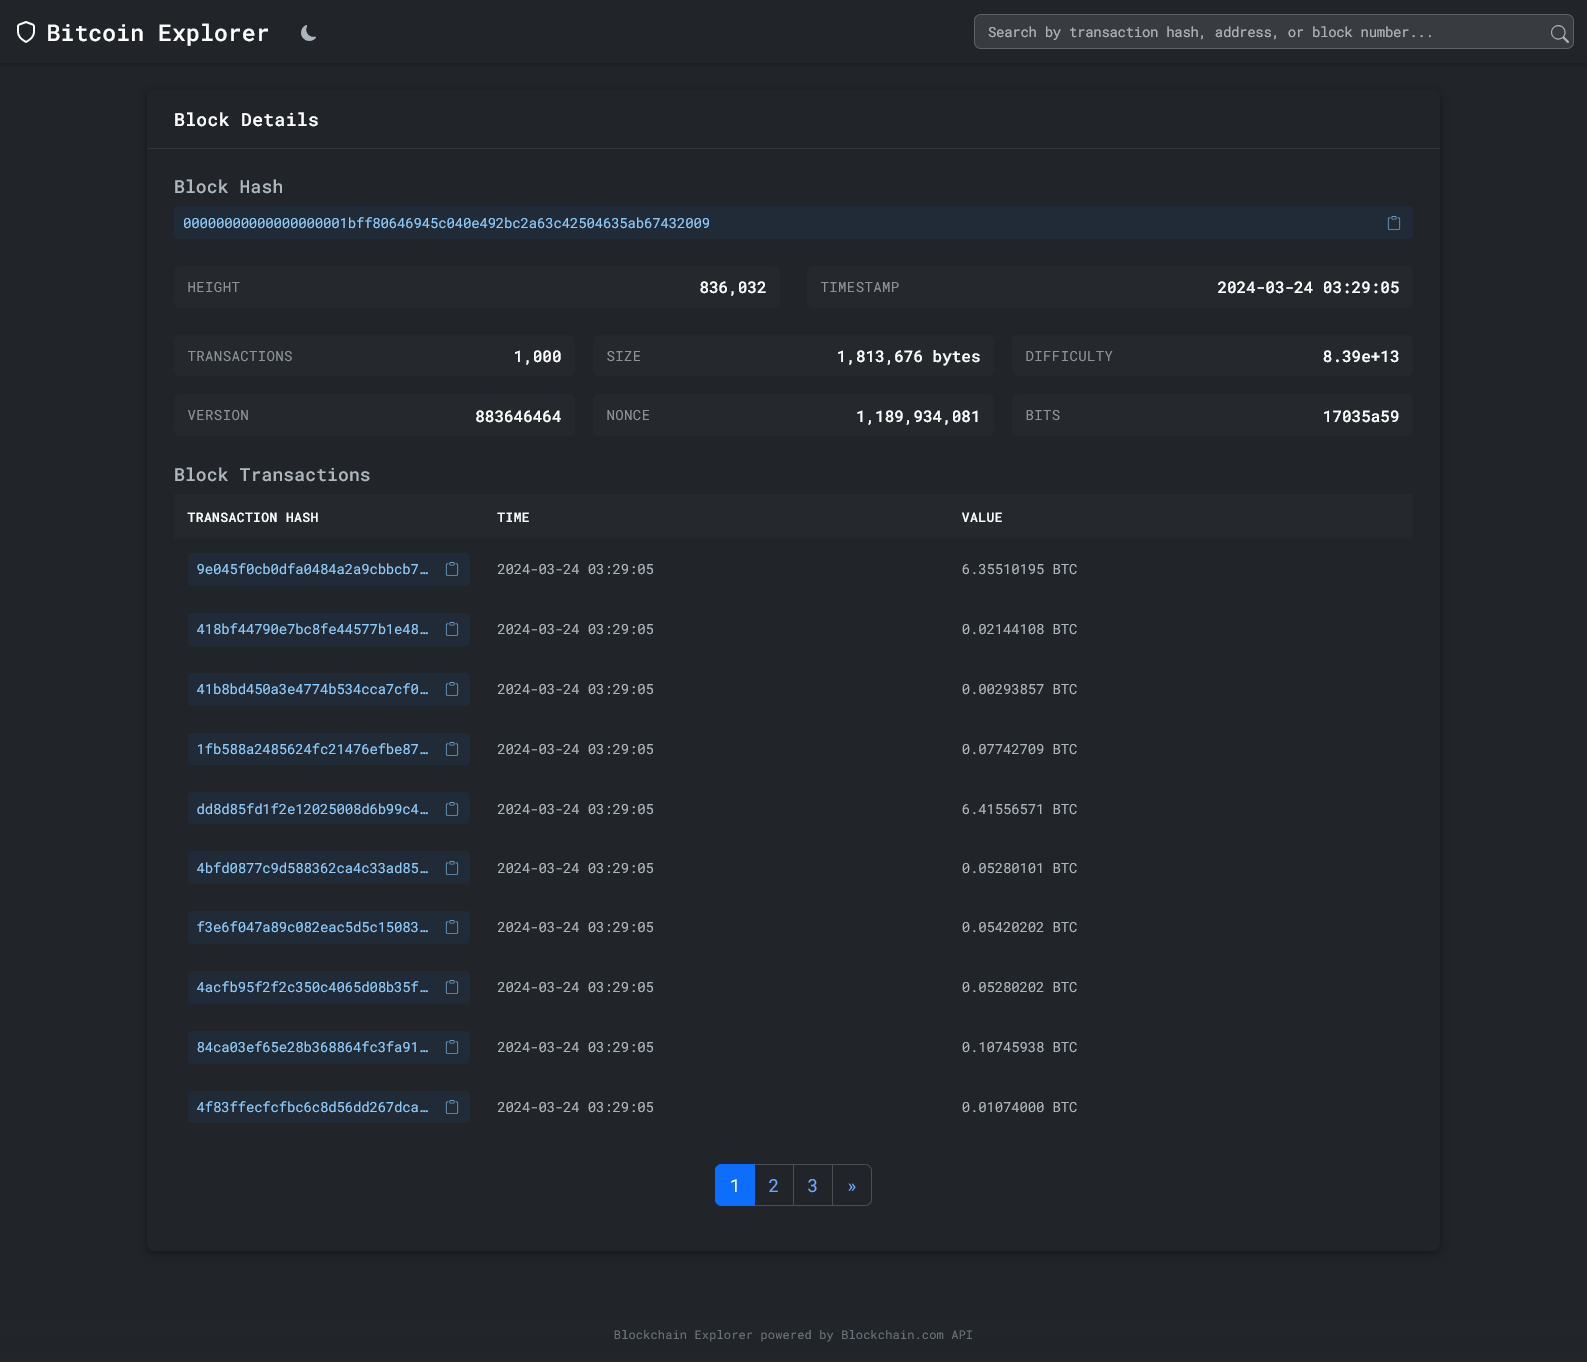 Bitcoin Explorer
Search by transaction hash, address, or block number...
Block Details
Block Hash
00000000000000000001bff80646945c040e492bc2a63c42504635ab67432009
HEIGHT 836,032 TIMESTAMP 2024-03-24 03:29:05
TRANSACTIONS 1,000 SIZE 1,813,676 bytes DIFFICULTY 8.39e+13
VERSION 883646464 NONCE 1,189,934,081 BITS 17035a59
Block Transactions
TRANSACTION HASH TIME VALUE
9e045f0cb0dfa0484a2a9cbbcb7… 2024-03-24 03:29:05 6.35510195 BTC
418bf44790e7bc8fe44577b1e48… 2024-03-24 03:29:05 0.02144108 BTC
41b8bd450a3e4774b534cca7cf0… 2024-03-24 03:29:05 0.00293857 BTC
1fb588a2485624fc21476efbe87… 2024-03-24 03:29:05 0.07742709 BTC
dd8d85fd1f2e12025008d6b99c4… 2024-03-24 03:29:05 6.41556571 BTC
4bfd0877c9d588362ca4c33ad85… 2024-03-24 03:29:05 0.05280101 BTC
f3e6f047a89c082eac5d5c15083… 2024-03-24 03:29:05 0.05420202 BTC
4acfb95f2f2c350c4065d08b35f… 2024-03-24 03:29:05 0.05280202 BTC
84ca03ef65e28b368864fc3fa91… 2024-03-24 03:29:05 0.10745938 BTC
4f83ffecfcfbc6c8d56dd267dca… 2024-03-24 03:29:05 0.01074000 BTC
1 2 3 »
Blockchain Explorer powered by Blockchain.com API